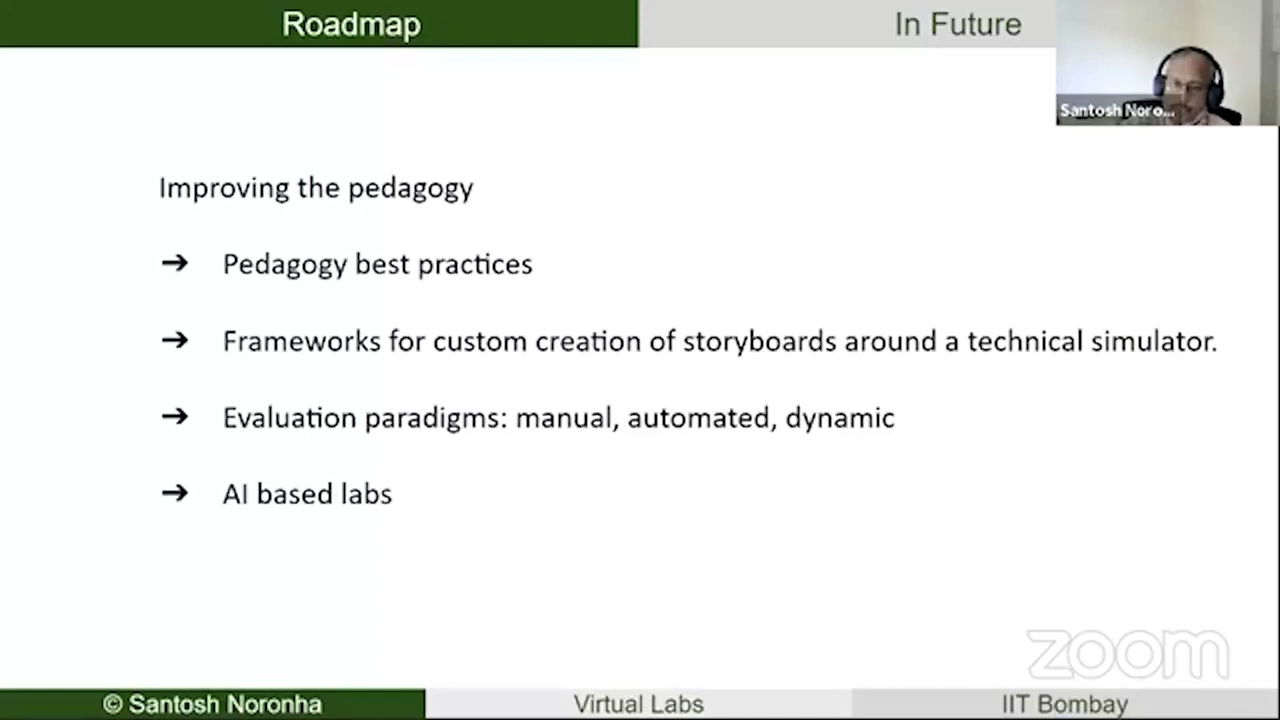 Roadmap
In Future
Santosh Noro...
Improving the pedagogy
➔ Pedagogy best practices
➔ Frameworks for custom creation of storyboards around a technical simulator.
➔ Evaluation paradigms: manual, automated, dynamic
➔ AI based labs
zoom
© Santosh Noronha
Virtual Labs
IIT Bombay